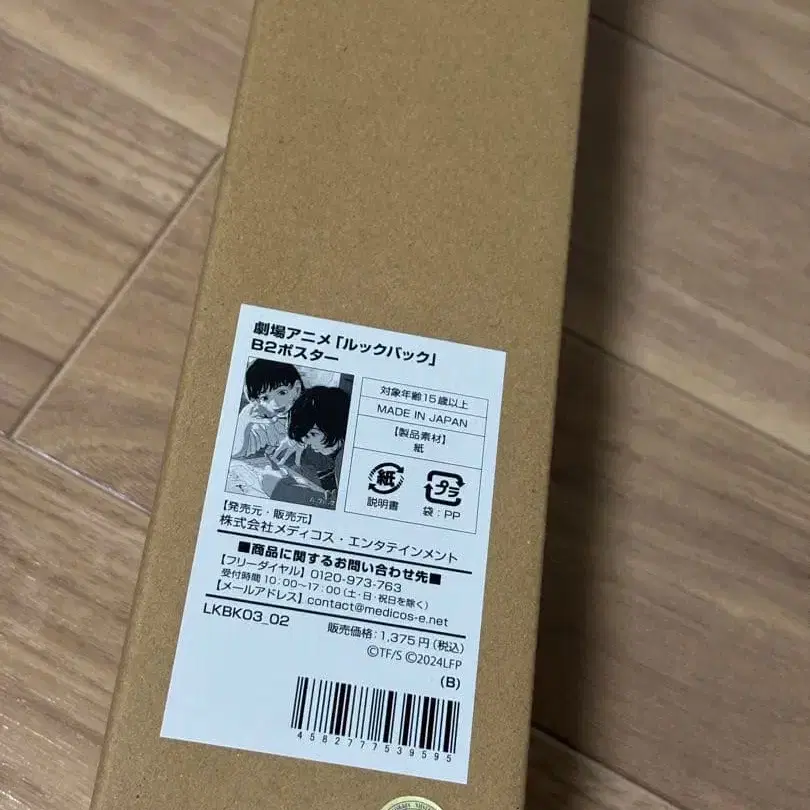 劇場アニメ「ルックバック」
B2ポスター
対象年齢15歳以上
MADE IN JAPAN
【製品素材】
紙
紙
プラ
説明書
袋：PP
【発売元・販売元】
株式会社メディコス・エンタテインメント
■商品に関するお問い合わせ先■
【フリーダイヤル】0120-973-763
受付時間 10：00～17：00（土・日・祝日を除く）
【メールアドレス】contact@medicos-e.net
LKBK03_02
販売価格：1,375円（税込）
©TF/S ©2024LFP
(B)
4582777539595